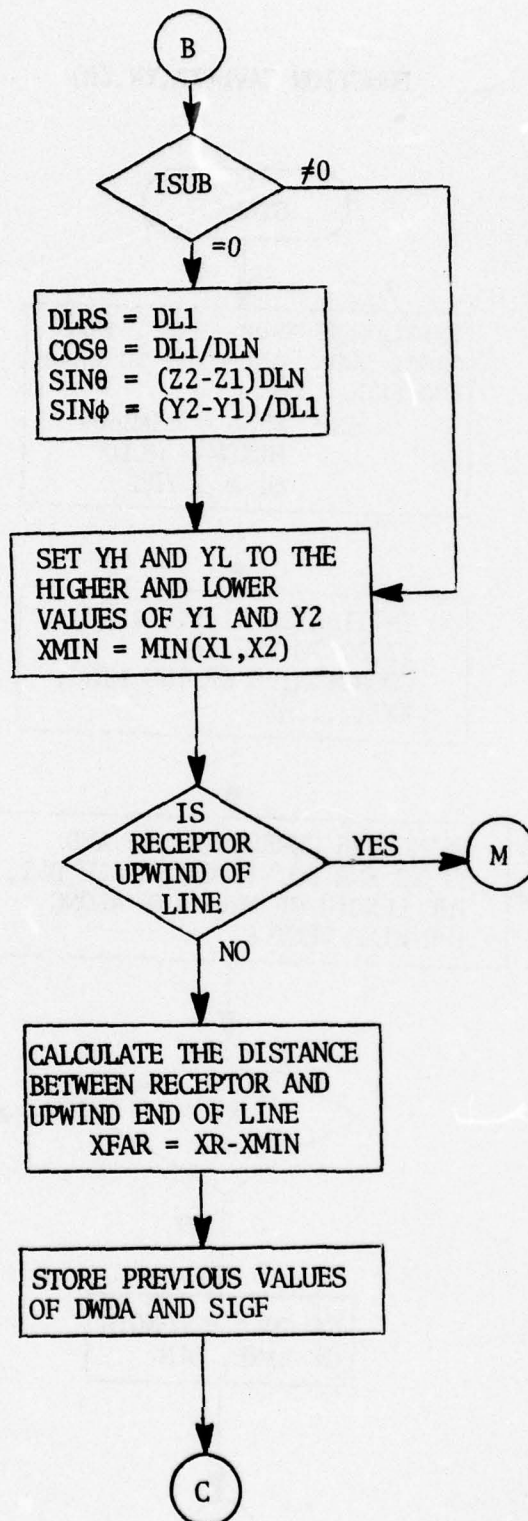 B
ISUB
≠0
=0
DLRS = DL1
COSθ = DL1/DLN
SINθ = (Z2-Z1)DLN
SINφ = (Y2-Y1)/DL1
SET YH AND YL TO THE
HIGHER AND LOWER
VALUES OF Y1 AND Y2
XMIN = MIN(X1,X2)
IS
RECEPTOR
UPWIND OF
LINE
YES
M
NO
CALCULATE THE DISTANCE
BETWEEN RECEPTOR AND
UPWIND END OF LINE
XFAR = XR-XMIN
STORE PREVIOUS VALUES
OF DWDA AND SIGF
C